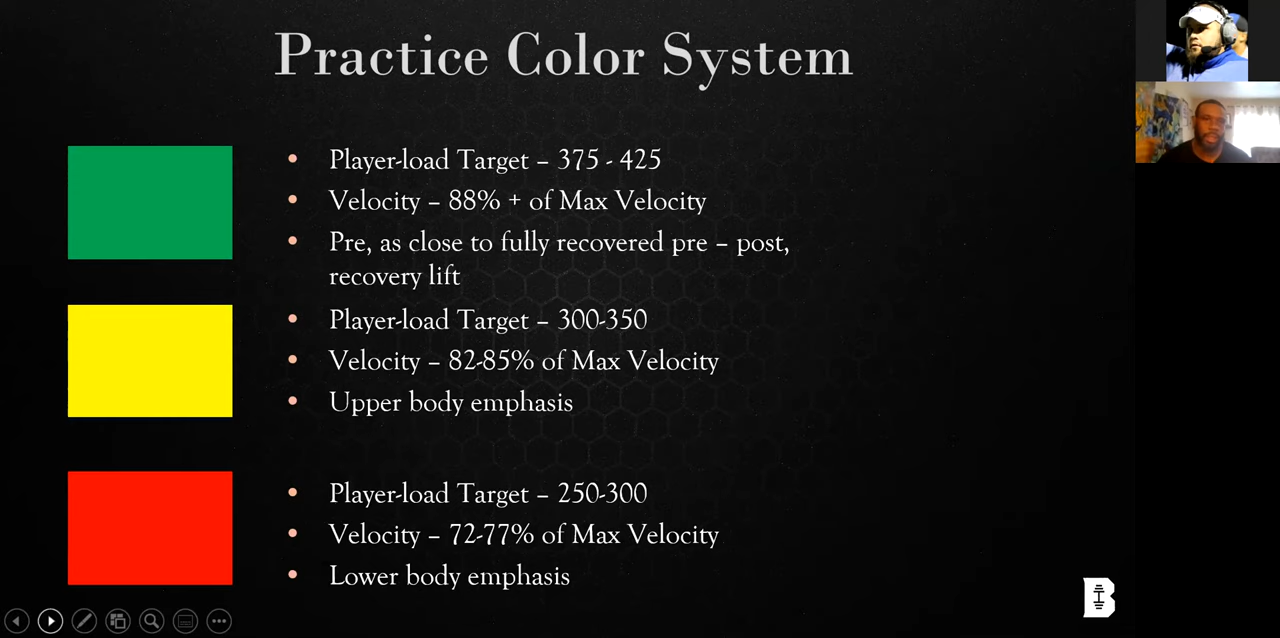 Practice Color System
• Player-load Target – 375 - 425
• Velocity – 88% + of Max Velocity
• Pre, as close to fully recovered pre – post,
recovery lift
• Player-load Target – 300-350
• Velocity – 82-85% of Max Velocity
• Upper body emphasis
• Player-load Target – 250-300
• Velocity – 72-77% of Max Velocity
• Lower body emphasis
B